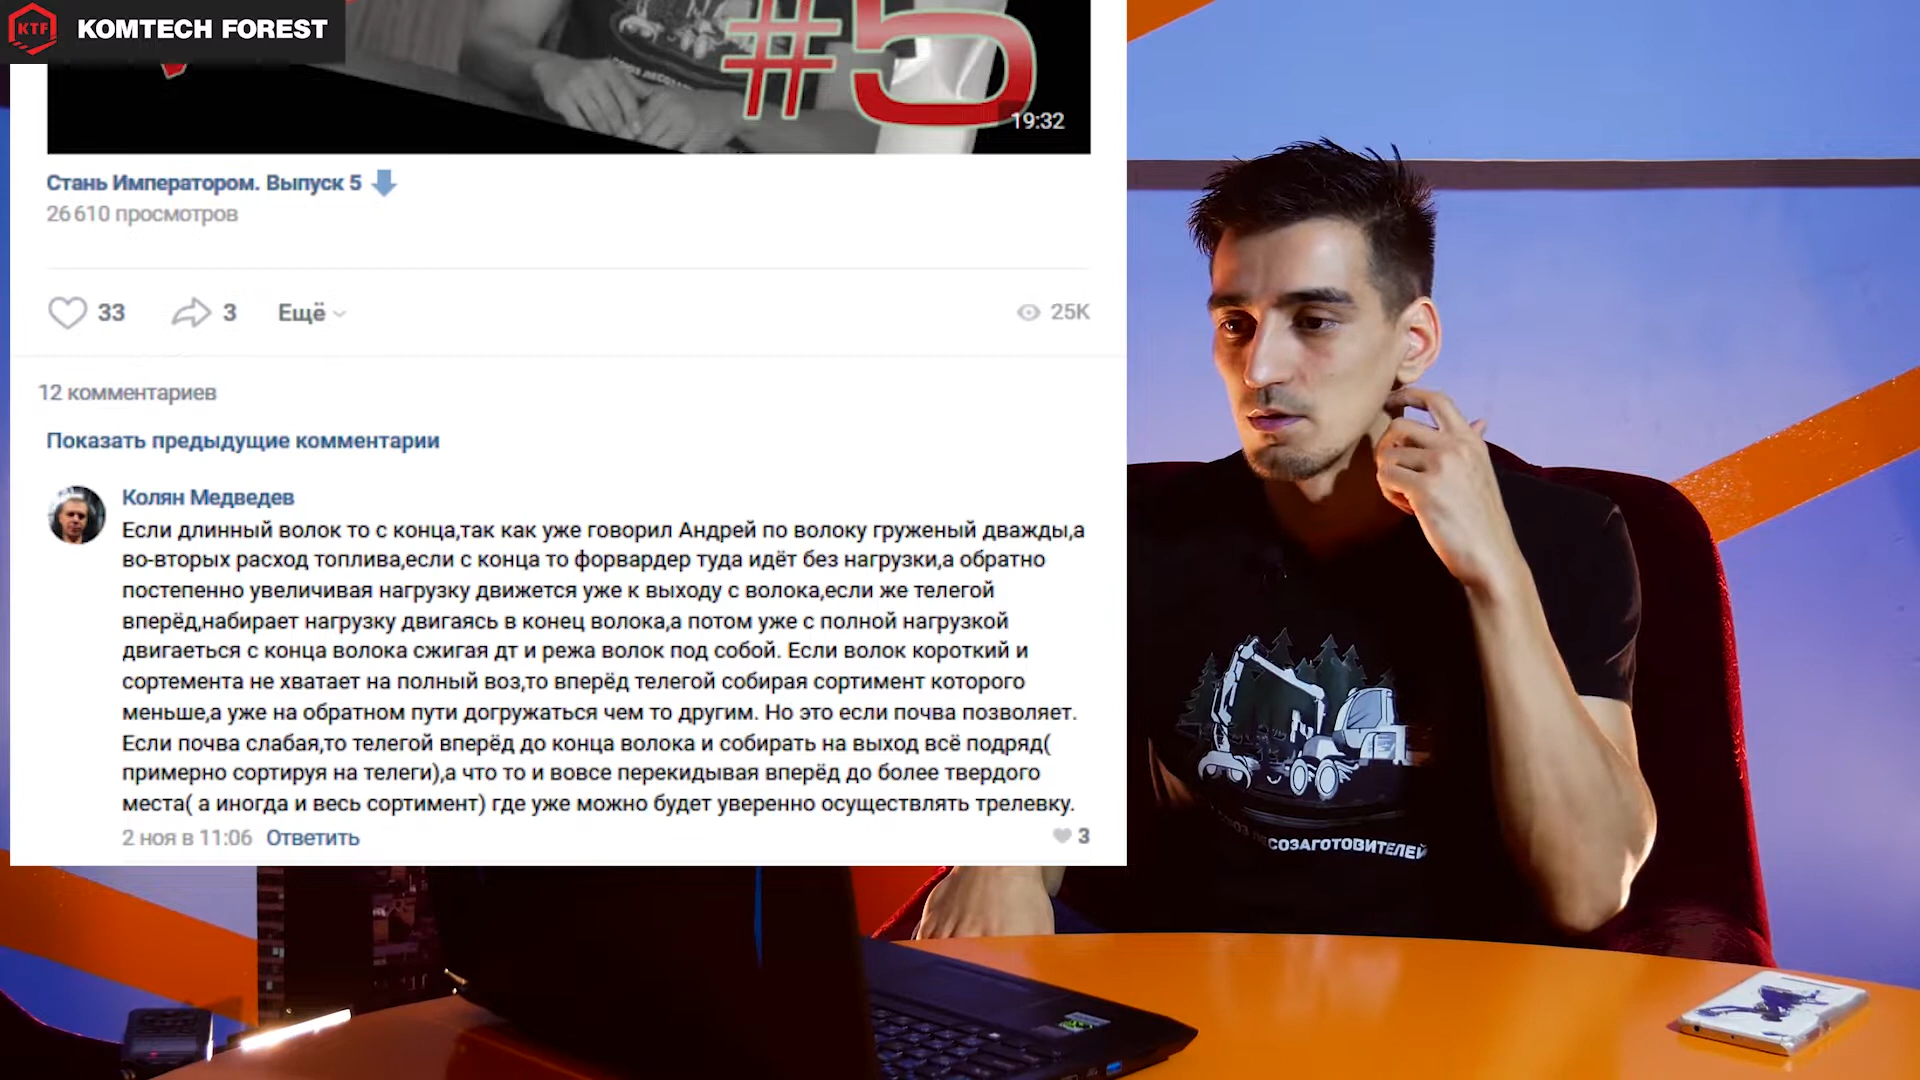 KTF
KOMTECH FOREST
#5
19:32
Стань Императором. Выпуск 5
26 610 просмотров
33
3
Ещё
25K
12 комментариев
Показать предыдущие комментарии
Колян Медведев
Если длинный волок то с конца,так как уже говорил Андрей по волоку груженый дважды,а
во-вторых расход топлива,если с конца то форвардер туда идёт без нагрузки,а обратно
постепенно увеличивая нагрузку движется уже к выходу с волока,если же телегой
вперёд,набирает нагрузку двигаясь в конец волока,а потом уже с полной нагрузкой
двигаеться с конца волока сжигая дт и режа волок под собой. Если волок короткий и
сортемента не хватает на полный воз,то вперёд телегой собирая сортимент которого
меньше,а уже на обратном пути догружаться чем то другим. Но это если почва позволяет.
Если почва слабая,то телегой вперёд до конца волока и собирать на выход всё подряд(
примерно сортируя на телеги),а что то и вовсе перекидывая вперёд до более твердого
места( а иногда и весь сортимент) где уже можно будет уверенно осуществлять трелевку.
2 ноя в 11:06 Ответить
3
СОЮЗ ЛЕСОЗАГОТОВИТЕЛЕЙ